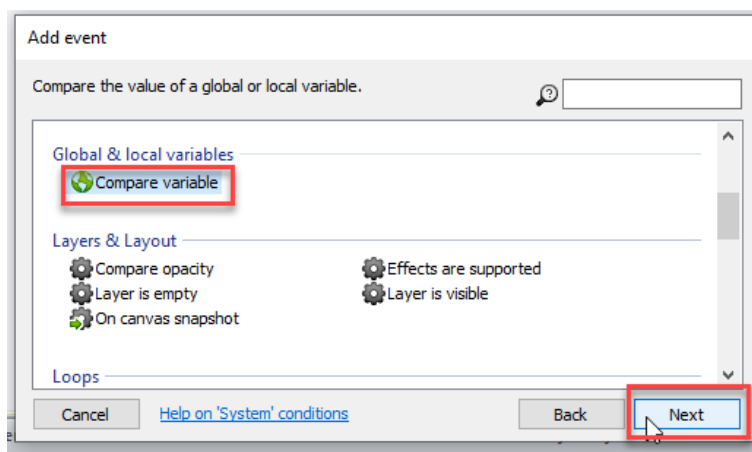 Add event
Compare the value of a global or local variable.
Global & local variables
Compare variable
Layers & Layout
Compare opacity
Effects are supported
Layer is empty
Layer is visible
On canvas snapshot
Loops
Cancel
Help on 'System' conditions
Back
Next